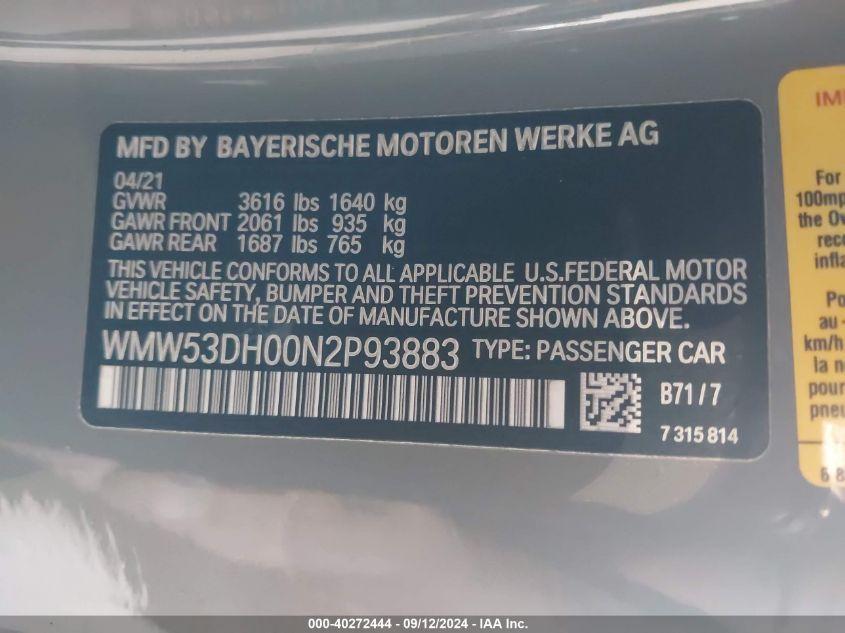 MFD BY BAYERISCHE MOTOREN WERKE AG
04/21
GVWR 3616 lbs 1640 kg
GAWR FRONT 2061 lbs 935 kg
GAWR REAR 1687 lbs 765 kg
THIS VEHICLE CONFORMS TO ALL APPLICABLE U.S.FEDERAL MOTOR
VEHICLE SAFETY, BUMPER AND THEFT PREVENTION STANDARDS
IN EFFECT ON THE DATE OF MANUFACTURE SHOWN ABOVE.
WMW53DH00N2P93883 TYPE: PASSENGER CAR
B71/7
7315814
For
100mp
the Ov
rec
infla
Po
au
km/h
la n
pour
pneu
000-40272444 - 09/12/2024 - IAA Inc.